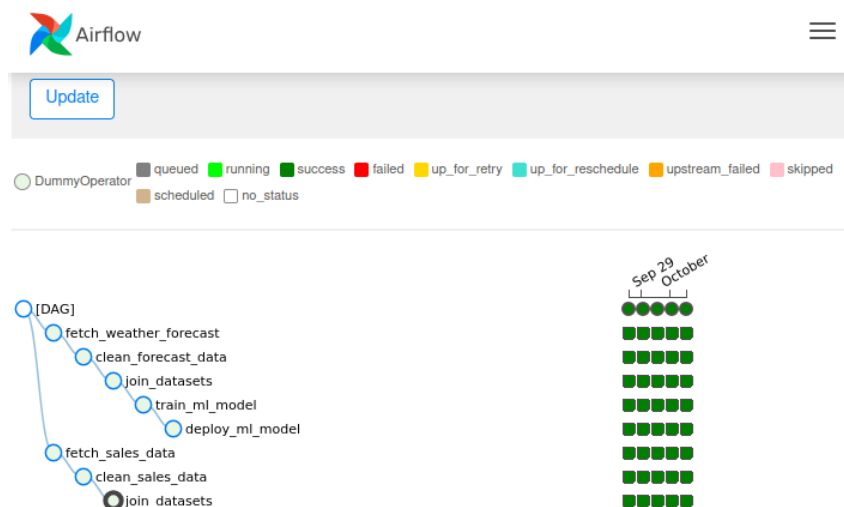 Airflow
Update
DummyOperator queued running success failed up_for_retry up_for_reschedule upstream_failed skipped
scheduled no_status
Sep 29 October
[DAG]
fetch_weather_forecast
clean_forecast_data
join_datasets
train_ml_model
deploy_ml_model
fetch_sales_data
clean_sales_data
join_datasets